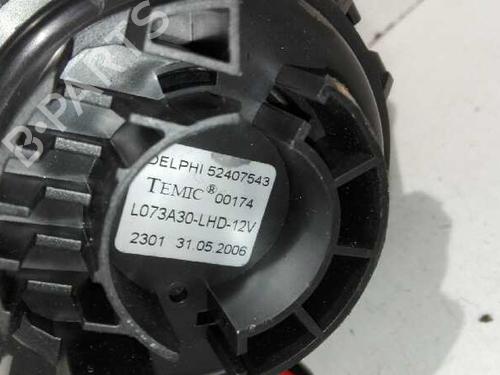 B-PARTS
DELPHI 52407543
TEMIC® 00174
L073A30-LHD-12V
2301 31.05.2006